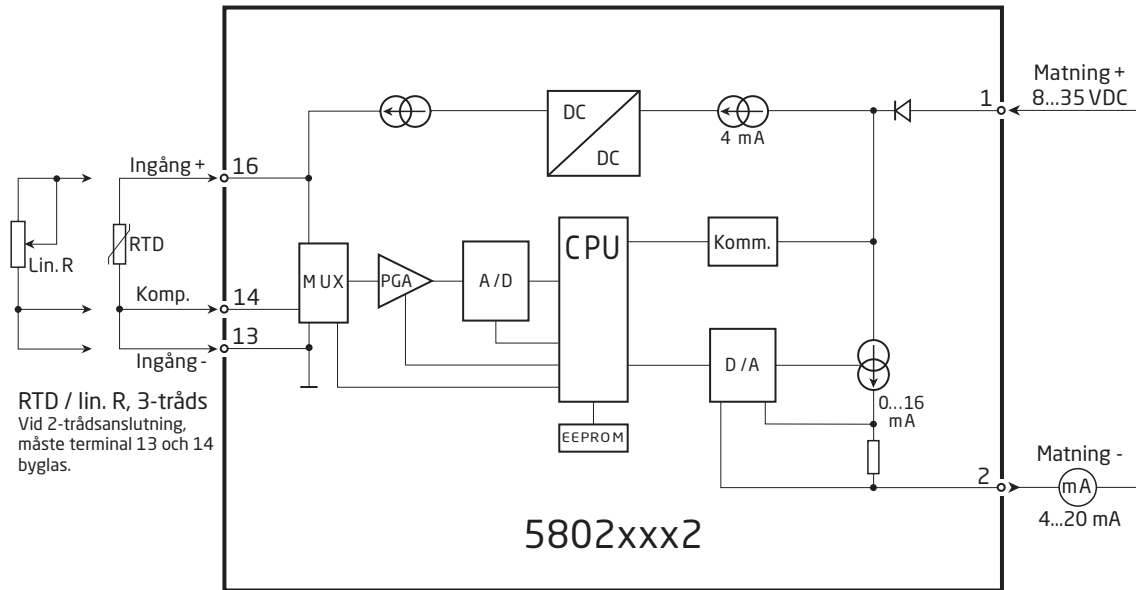 Matning +
8...35 VDC
1
DC
DC
4 mA
Ingång +
16
RTD
Lin. R
Komp.
14
13
Ingång -
MUX
PGA
A/D
CPU
Komm.
D/A
EEPROM
0...16
mA
RTD / lin. R, 3-tråds
Vid 2-trådsanslutning,
måste terminal 13 och 14
byglas.
2
Matning -
mA
4...20 mA
5802xxx2